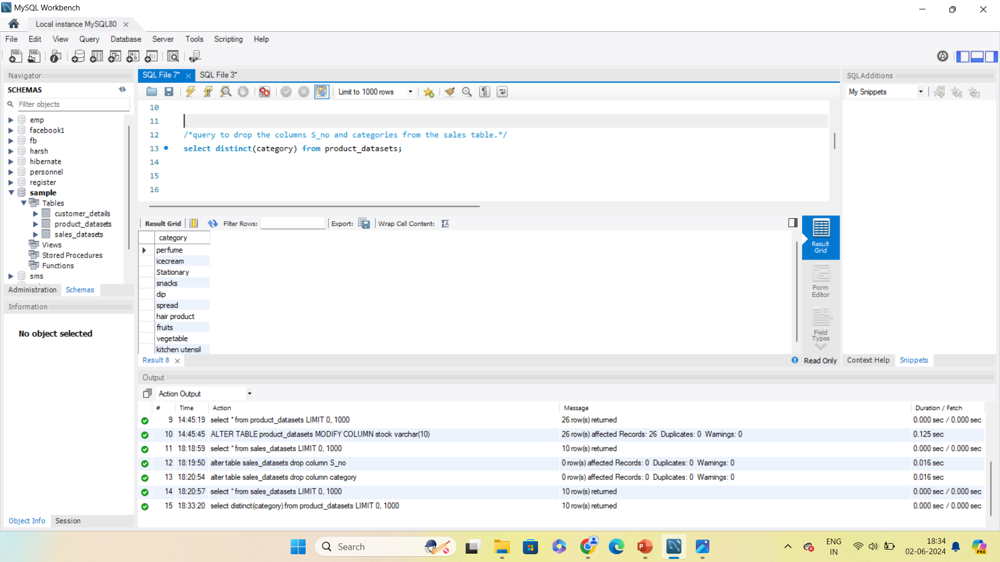 MySQL Workbench
Local instance MySQL80
File Edit View Query Database Server Tools Scripting Help
Navigator
SCHEMAS
Filter objects
emp
facebook1
fb
harsh
hibernate
personnel
register
sample
Tables
customer_details
product_datasets
sales_datasets
Views
Stored Procedures
Functions
sms
Administration Schemas
Information
No object selected
Object Info Session
SQL File 7* SQL File 3*
Limit to 1000 rows
10
11
12 /*query to drop the columns S_no and categories from the sales table.*/
13 select distinct(category) from product_datasets;
14
15
16
Result Grid Filter Rows: Export: Wrap Cell Content:
category
perfume
icecream
Stationary
snacks
dip
spread
hair product
fruits
vegetable
kitchen utensil
Result 8
Read Only
Result
Grid
Form
Editor
Field
Types
SQLAdditions
My Snippets
Context Help Snippets
Output
Action Output
# Time Action Message Duration / Fetch
9 14:45:19 select * from product_datasets LIMIT 0, 1000 26 row(s) returned 0.000 sec / 0.000 sec
10 14:45:45 ALTER TABLE product_datasets MODIFY COLUMN stock varchar(10) 26 row(s) affected Records: 26 Duplicates: 0 Warnings: 0 0.125 sec
11 18:18:59 select * from sales_datasets LIMIT 0, 1000 10 row(s) returned 0.000 sec / 0.000 sec
12 18:19:50 alter table sales_datasets drop column S_no 0 row(s) affected Records: 0 Duplicates: 0 Warnings: 0 0.016 sec
13 18:20:54 alter table sales_datasets drop column category 0 row(s) affected Records: 0 Duplicates: 0 Warnings: 0 0.016 sec
14 18:20:57 select * from sales_datasets LIMIT 0, 1000 10 row(s) returned 0.000 sec / 0.000 sec
15 18:33:20 select distinct(category) from product_datasets LIMIT 0, 1000 10 row(s) returned 0.000 sec / 0.000 sec
Search
ENG
IN
18:34
02-06-2024
PRE